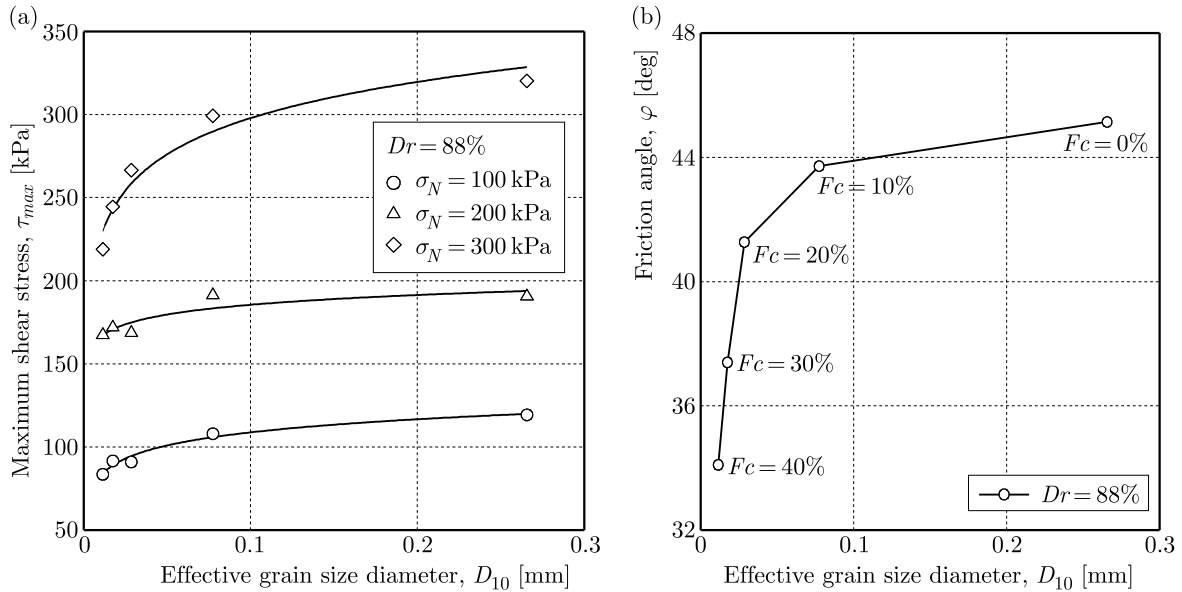 (a)
350
300
250
200
150
100
50
0
0.1
0.2
0.3
Maximum shear stress, τmax [kPa]
Effective grain size diameter, D10 [mm]
Dr = 88%
σN = 100 kPa
σN = 200 kPa
σN = 300 kPa
(b)
48
44
40
36
32
0
0.1
0.2
0.3
Friction angle, φ [deg]
Effective grain size diameter, D10 [mm]
Fc = 0%
Fc = 10%
Fc = 20%
Fc = 30%
Fc = 40%
Dr = 88%